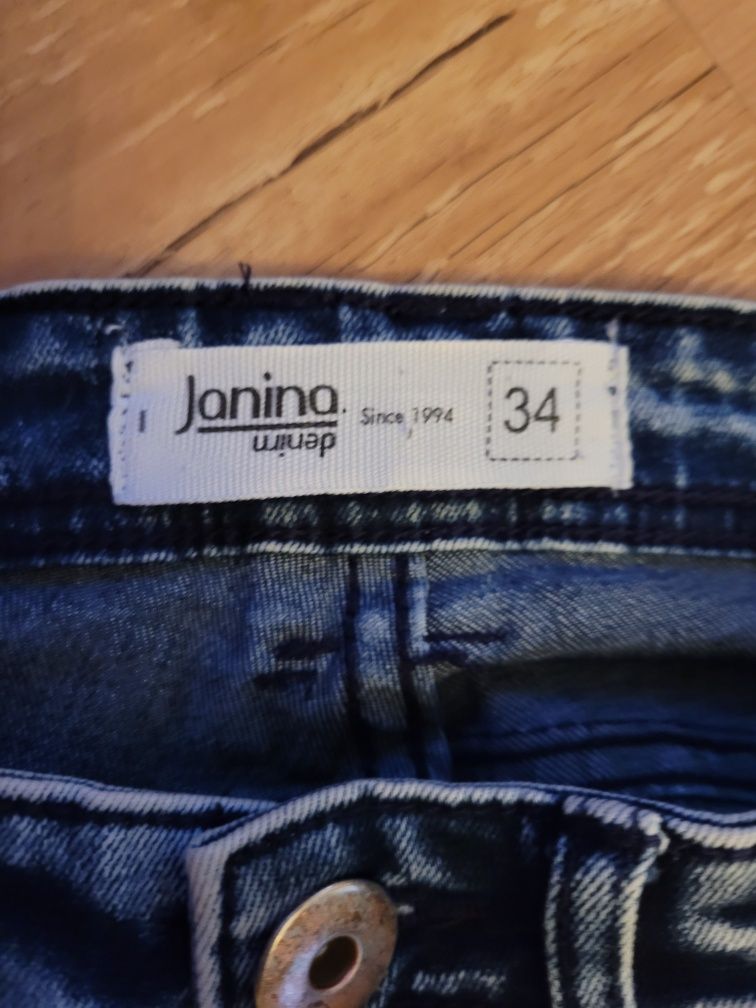 Janina.
denim
Since 1994
34